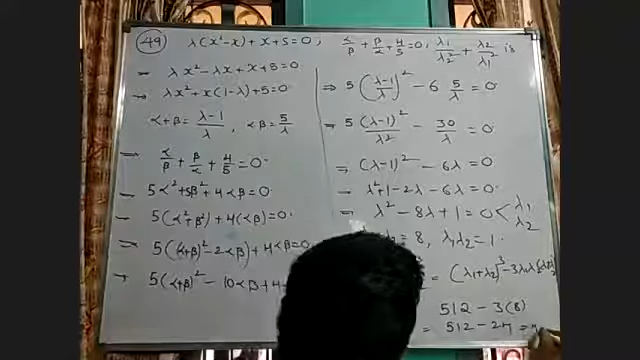 49 λ(x²-x)+x+5=0, α/β + β/α + 4/5 = 0, λ₁/λ₂² + λ₂/λ₁² is
- λx²-λx+x+5=0
→ λx²+x(1-λ)+5=0
α+β = λ-1/λ, αβ = 5/λ
→ α/β + β/α + 4/5 = 0
- 5α²+5β²+4αβ=0
- 5(α²+β²)+4(αβ)=0
⇒ 5((α+β)²-2αβ)+4αβ=0
→ 5(α+β)²-10αβ+4
⇒ 5(λ-1/λ)² - 6 5/λ = 0
⇒ 5(λ-1)²/λ² - 30/λ = 0
⇒ (λ-1)² - 6λ = 0
- λ²+1-2λ-6λ=0
⇒ λ²-8λ+1=0 < λ₁ λ₂
= 8, λ₁λ₂=1.
= (λ₁+λ₂)³-3λ₁λ₂
512-3(8)
= 512-24 =